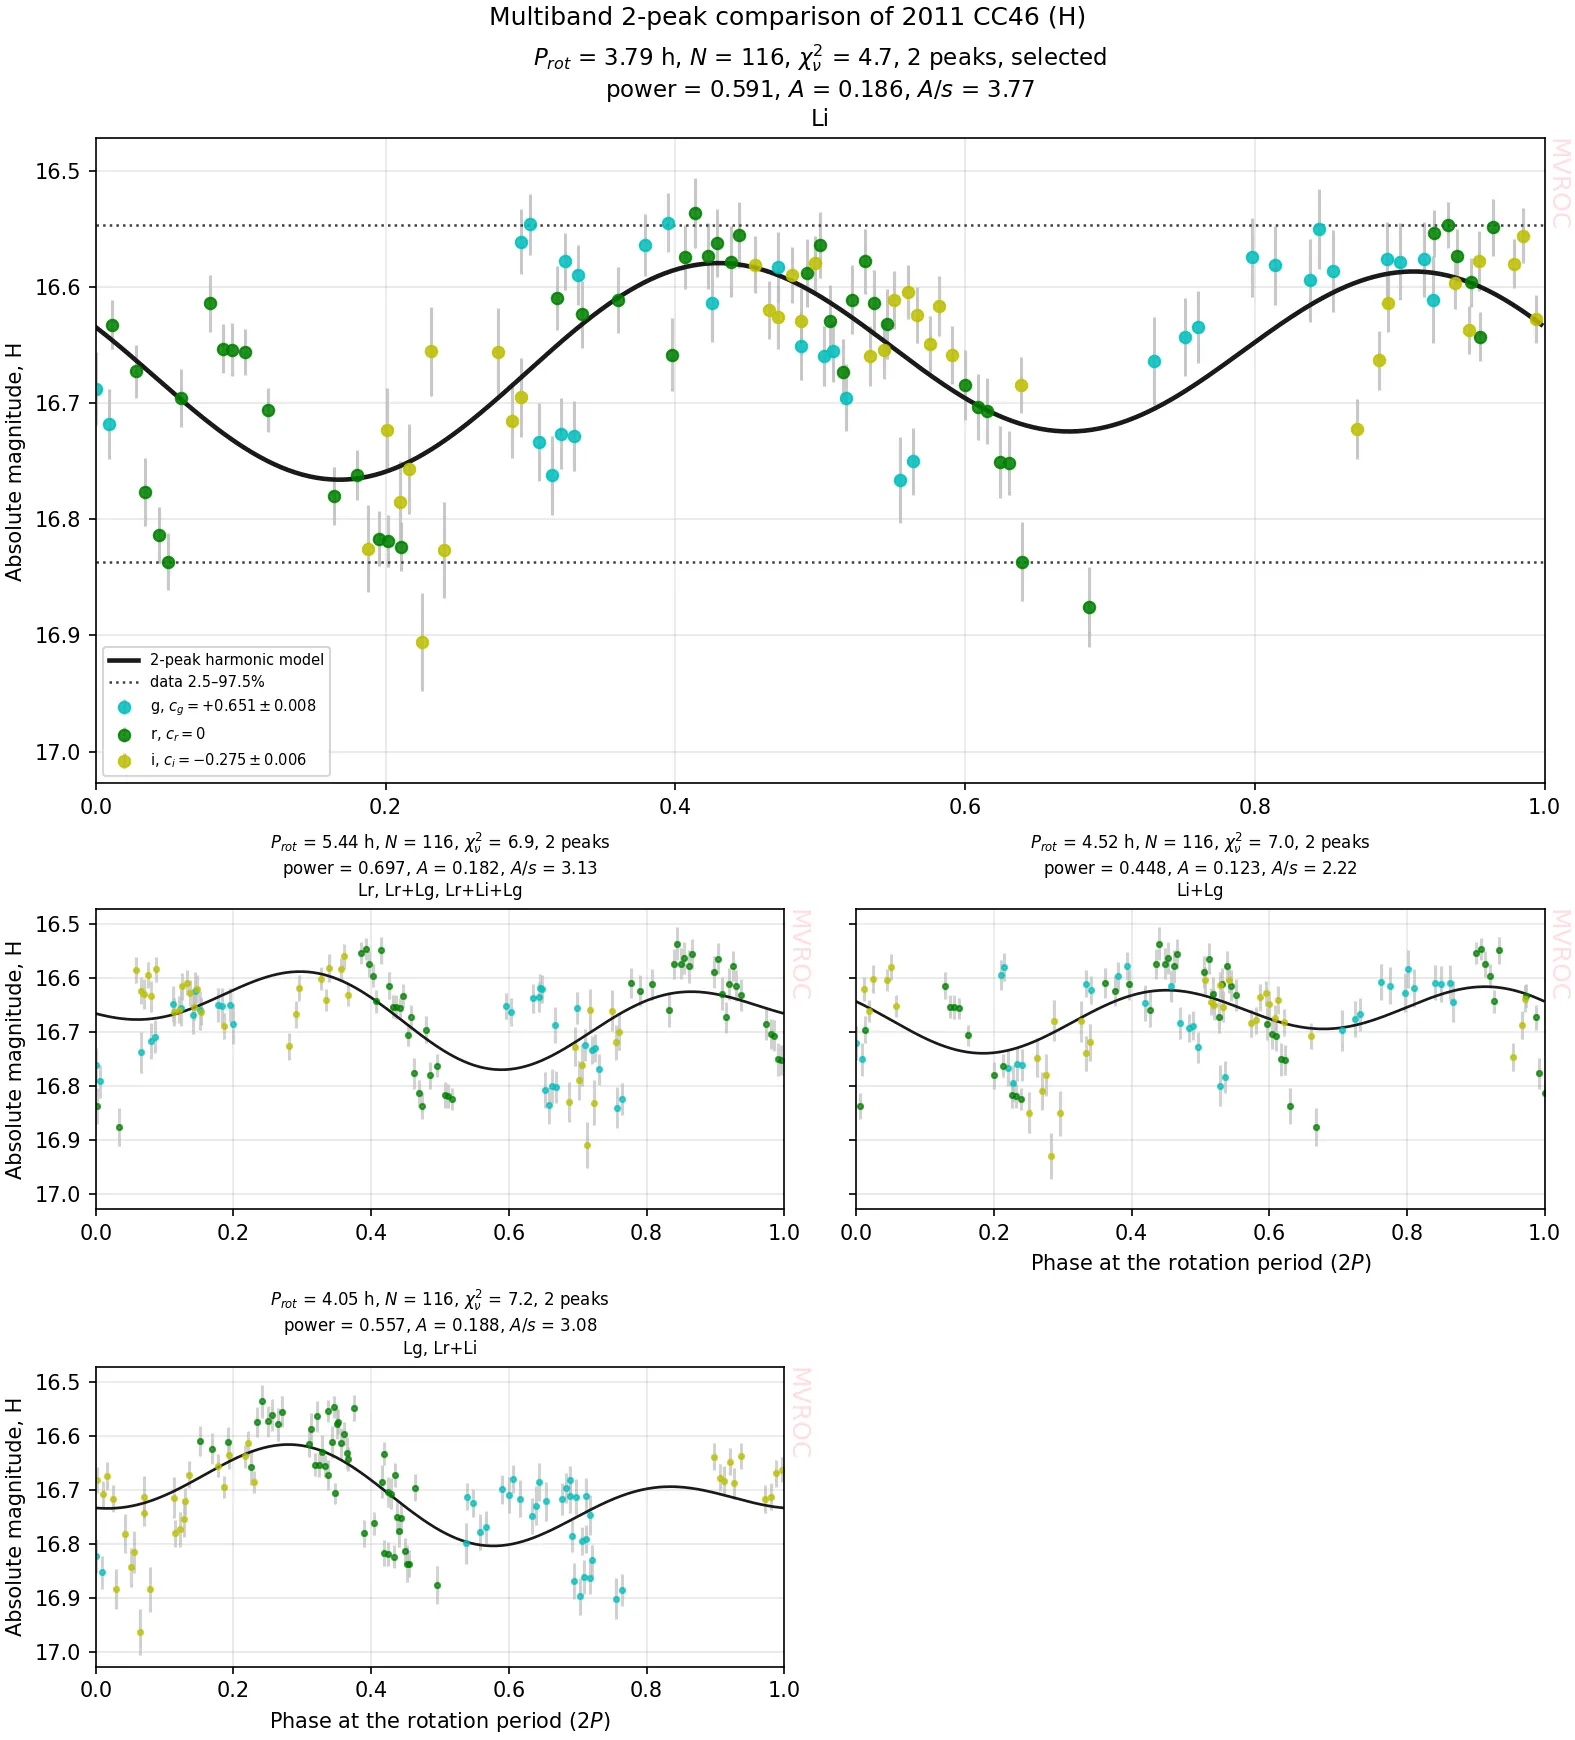 Multiband 2-peak comparison of 2011 CC46 (H)
P_rot = 3.79 h, N = 116, χ²_ν = 4.7, 2 peaks, selected
power = 0.591, A = 0.186, A/s = 3.77
Li
16.5
16.6
16.7
16.8
16.9
17.0
Absolute magnitude, H
2-peak harmonic model
data 2.5–97.5%
g, c_g = +0.651 ± 0.008
r, c_r = 0
i, c_i = −0.275 ± 0.006
0.0 0.2 0.4 0.6 0.8 1.0
MVROC
P_rot = 5.44 h, N = 116, χ²_ν = 6.9, 2 peaks
power = 0.697, A = 0.182, A/s = 3.13
Lr, Lr+Lg, Lr+Li+Lg
16.5
16.6
16.7
16.8
16.9
17.0
Absolute magnitude, H
0.0 0.2 0.4 0.6 0.8 1.0
MVROC
P_rot = 4.52 h, N = 116, χ²_ν = 7.0, 2 peaks
power = 0.448, A = 0.123, A/s = 2.22
Li+Lg
0.0 0.2 0.4 0.6 0.8 1.0
Phase at the rotation period (2P)
MVROC
P_rot = 4.05 h, N = 116, χ²_ν = 7.2, 2 peaks
power = 0.557, A = 0.188, A/s = 3.08
Lg, Lr+Li
16.5
16.6
16.7
16.8
16.9
17.0
Absolute magnitude, H
0.0 0.2 0.4 0.6 0.8 1.0
Phase at the rotation period (2P)
MVROC